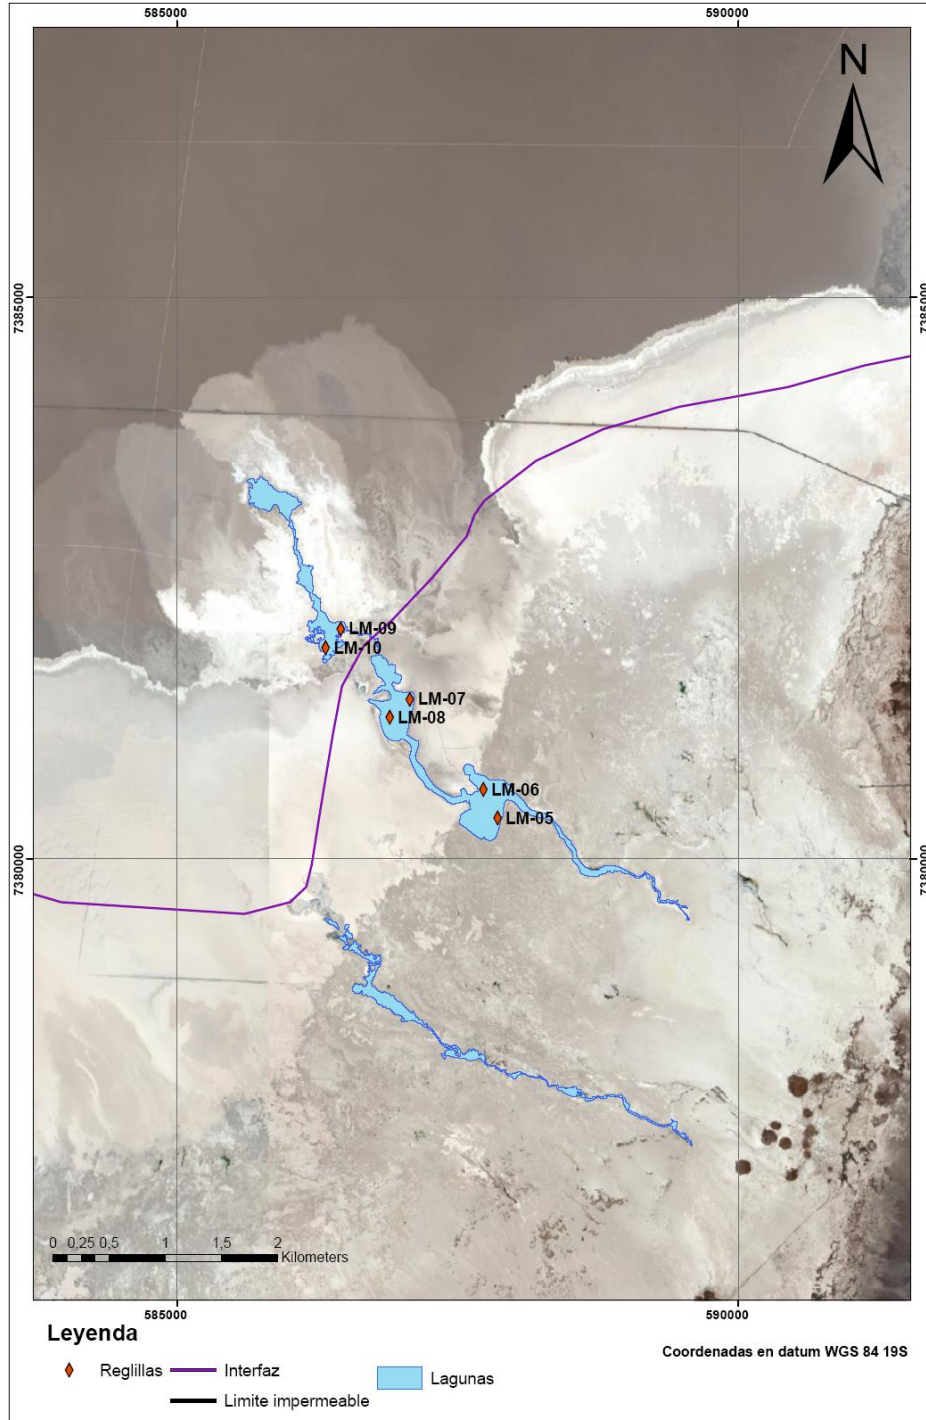 585000 590000
N
7385000 7385000
LM-09
LM-10
LM-07
LM-08
LM-06
LM-05
7380000 7380000
0 0,25 0,5 1 1,5 2
Kilometers
585000 590000
Leyenda
Coordenadas en datum WGS 84 19S
Reglillas Interfaz Lagunas
Limite impermeable